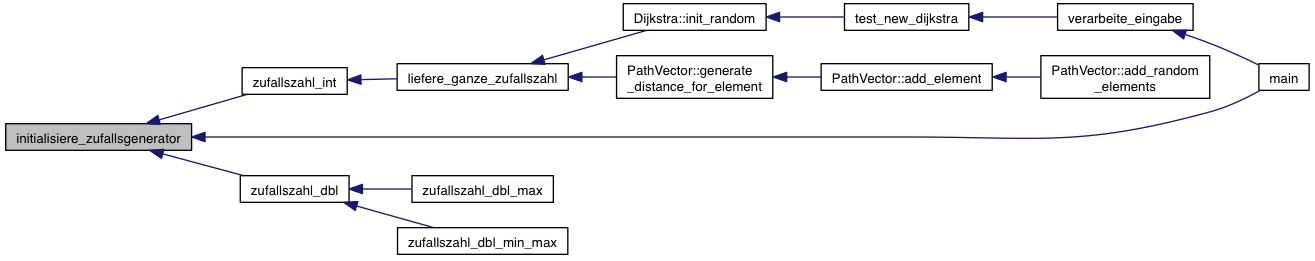 Dijkstra::init_random
test_new_dijkstra
verarbeite_eingabe
zufallszahl_int
liefere_ganze_zufallszahl
PathVector::generate
_distance_for_element
PathVector::add_element
PathVector::add_random
_elements
main
initialisiere_zufallsgenerator
zufallszahl_dbl
zufallszahl_dbl_max
zufallszahl_dbl_min_max